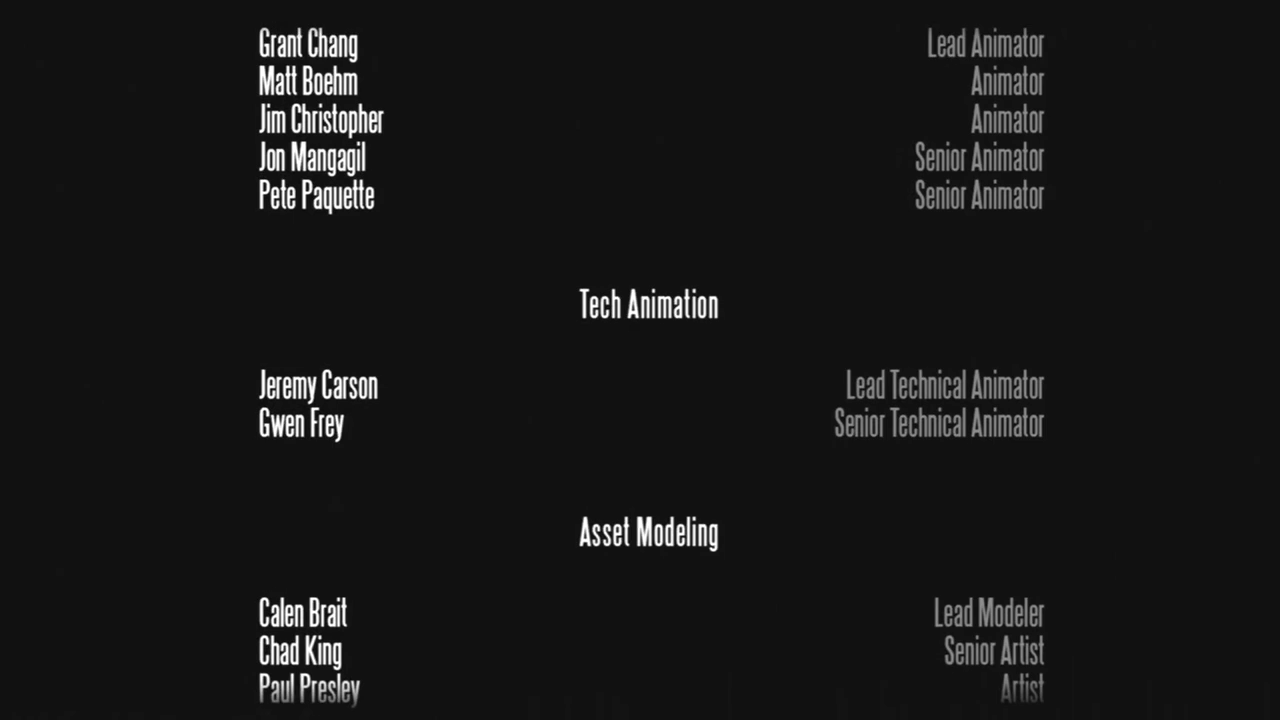 Grant Chang Lead Animator
Matt Boehm Animator
Jim Christopher Animator
Jon Mangagil Senior Animator
Pete Paquette Senior Animator
Tech Animation
Jeremy Carson Lead Technical Animator
Gwen Frey Senior Technical Animator
Asset Modeling
Calen Brait Lead Modeler
Chad King Senior Artist
Paul Presley Artist